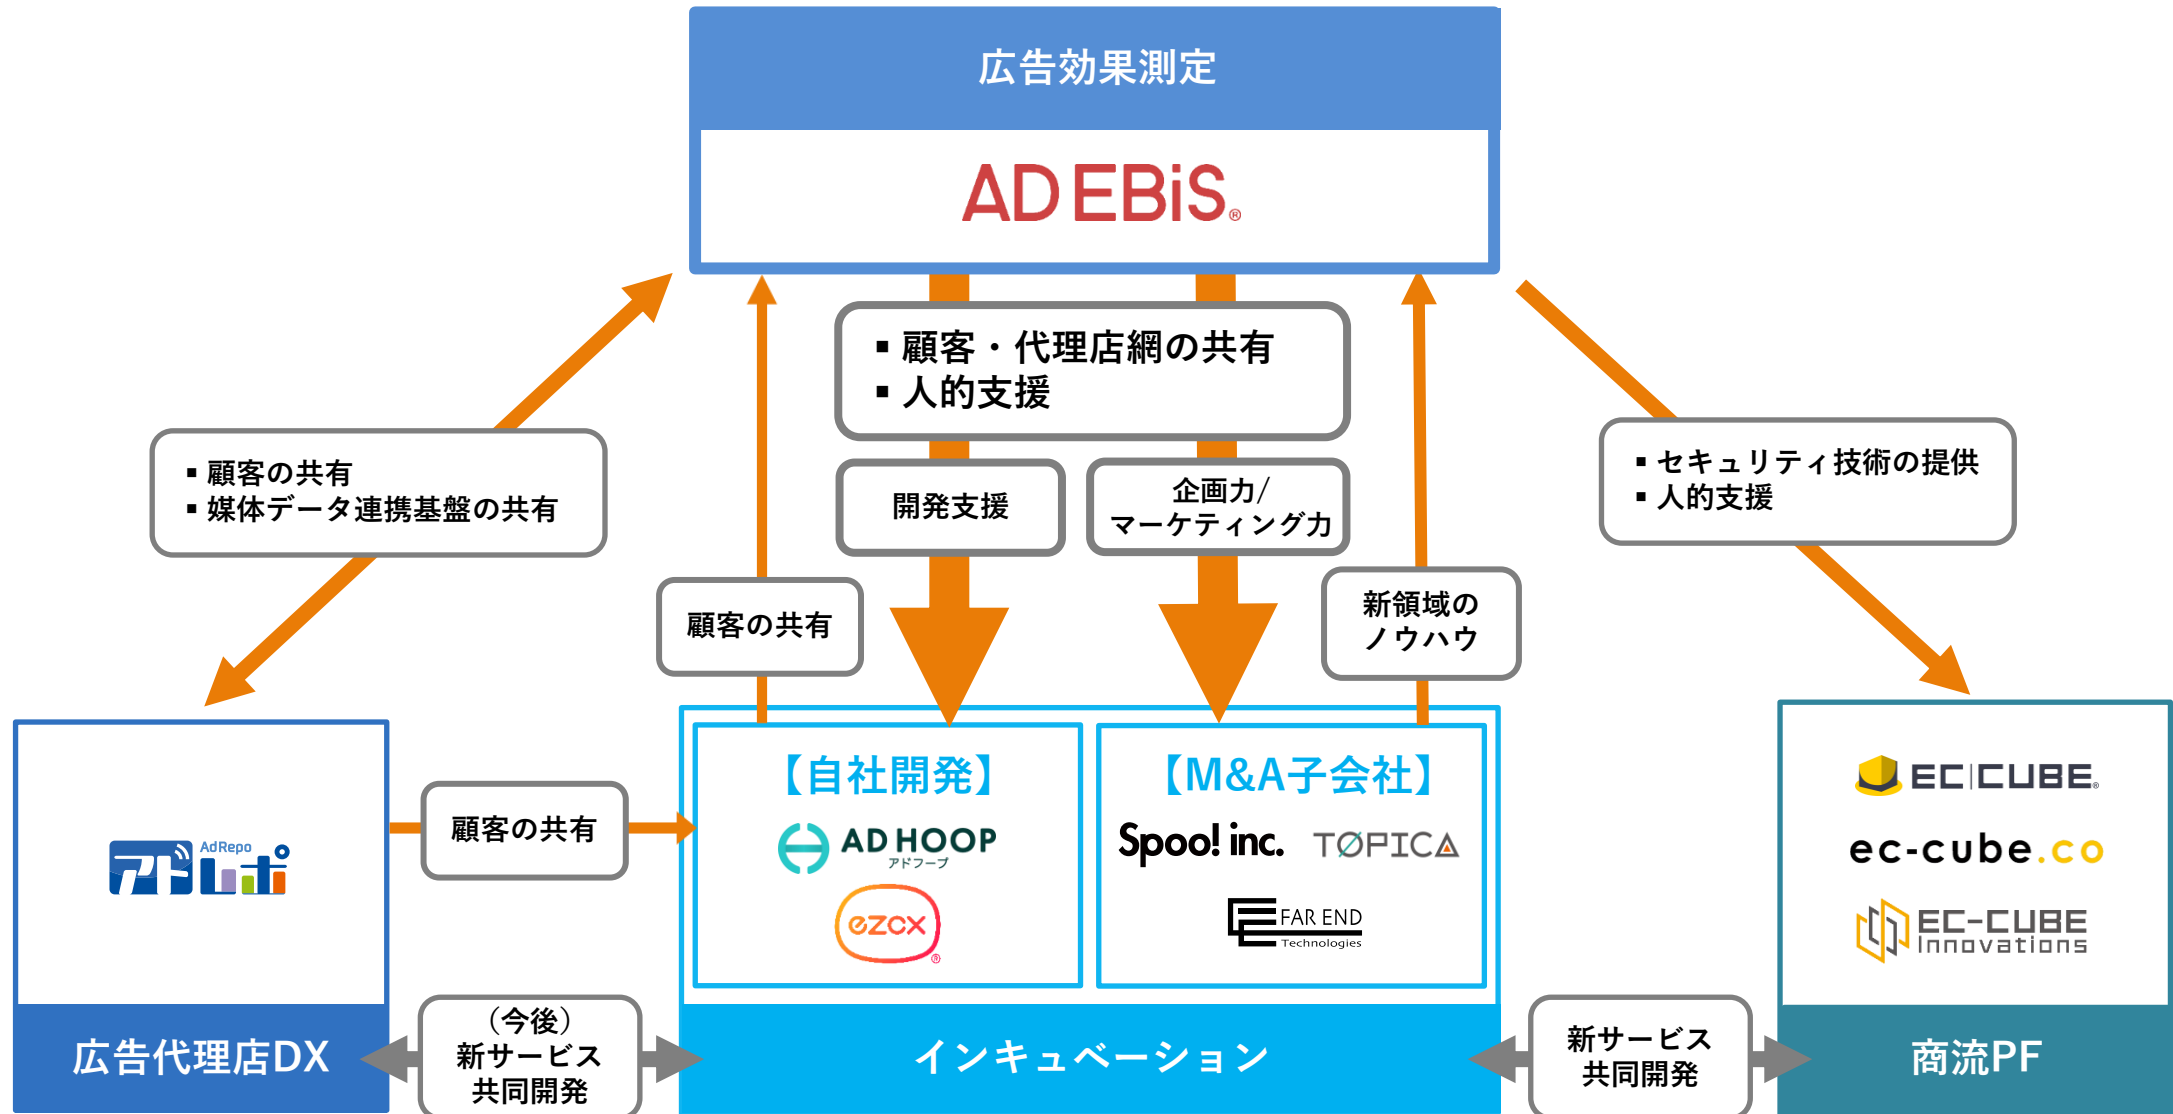 広告効果測定
AD EBiS®
▪ 顧客・代理店網の共有
▪ 人的支援
▪ 顧客の共有
▪ 媒体データ連携基盤の共有
開発支援
企画力/
マーケティング力
▪ セキュリティ技術の提供
▪ 人的支援
顧客の共有
新領域の
ノウハウ
アドレポ
AdRepo
顧客の共有
【自社開発】
AD HOOP
アドフープ
ezcx®
【M&A子会社】
Spoo! inc.
TOPICA
FAR END
Technologies
EC|CUBE®
ec-cube.co
EC-CUBE
Innovations
広告代理店DX
（今後）
新サービス
共同開発
インキュベーション
新サービス
共同開発
商流PF